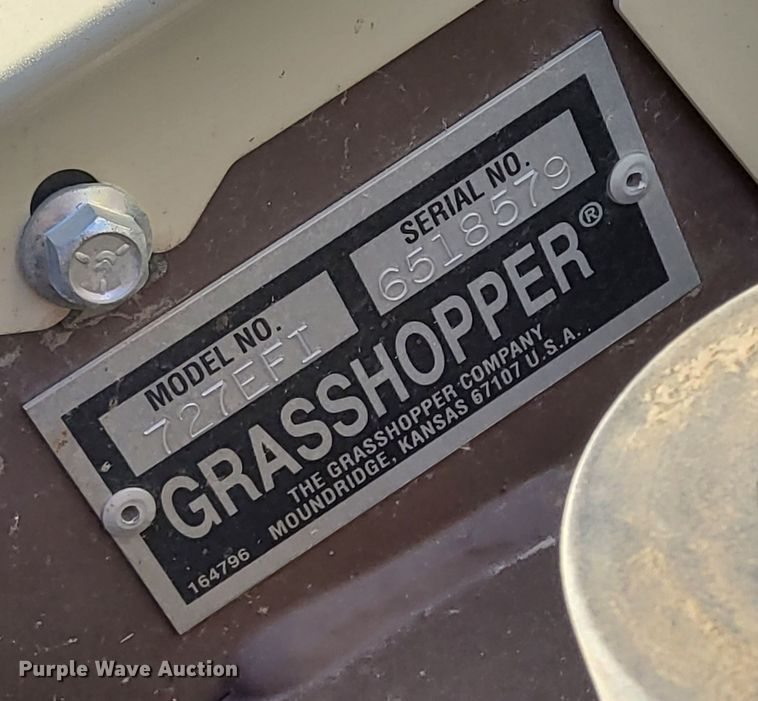 MODEL NO.
727EFI
SERIAL NO.
6518579
GRASSHOPPER®
THE GRASSHOPPER COMPANY
164796 MOUNDRIDGE, KANSAS 67107 U.S.A.
Purple Wave Auction